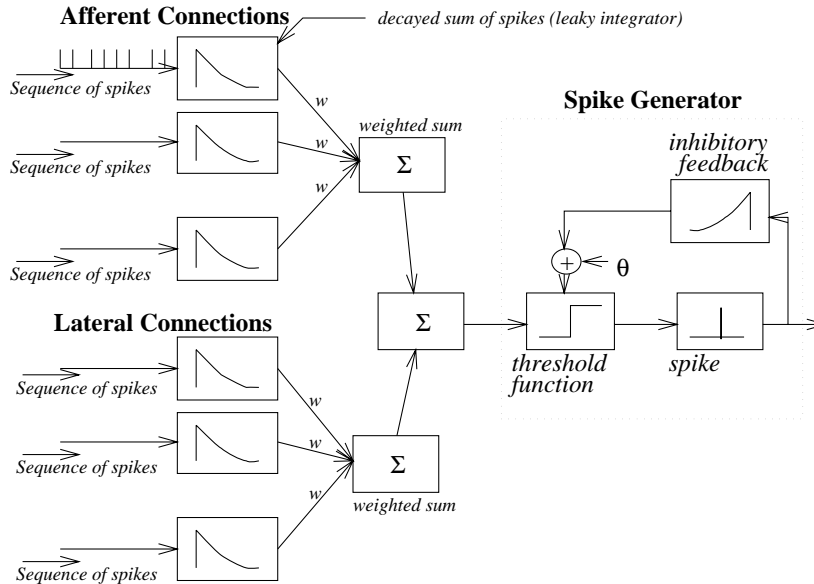 Afferent Connections
decayed sum of spikes (leaky integrator)
Sequence of spikes
w
weighted sum
Spike Generator
Σ
w
Sequence of spikes
inhibitory
feedback
w
Sequence of spikes
+
θ
Lateral Connections
Σ
threshold
function
spike
Sequence of spikes
w
w
Sequence of spikes
Σ
weighted sum
w
Sequence of spikes